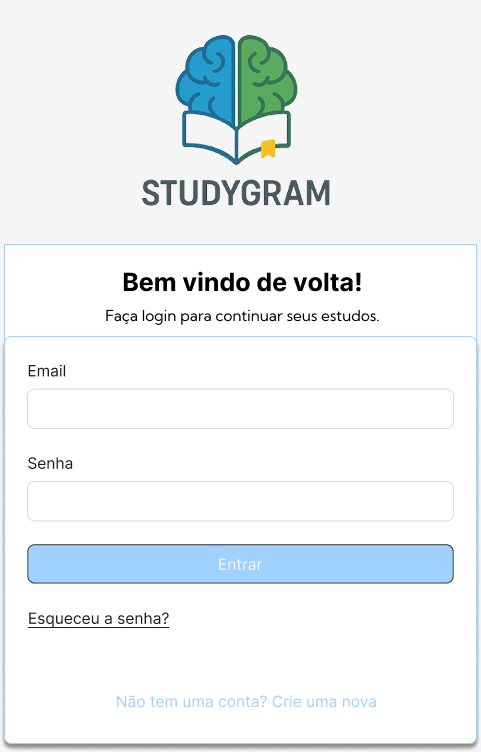 STUDYGRAM
Bem vindo de volta!
Faça login para continuar seus estudos.
Email
Senha
Entrar
Esqueceu a senha?
Não tem uma conta? Crie uma nova